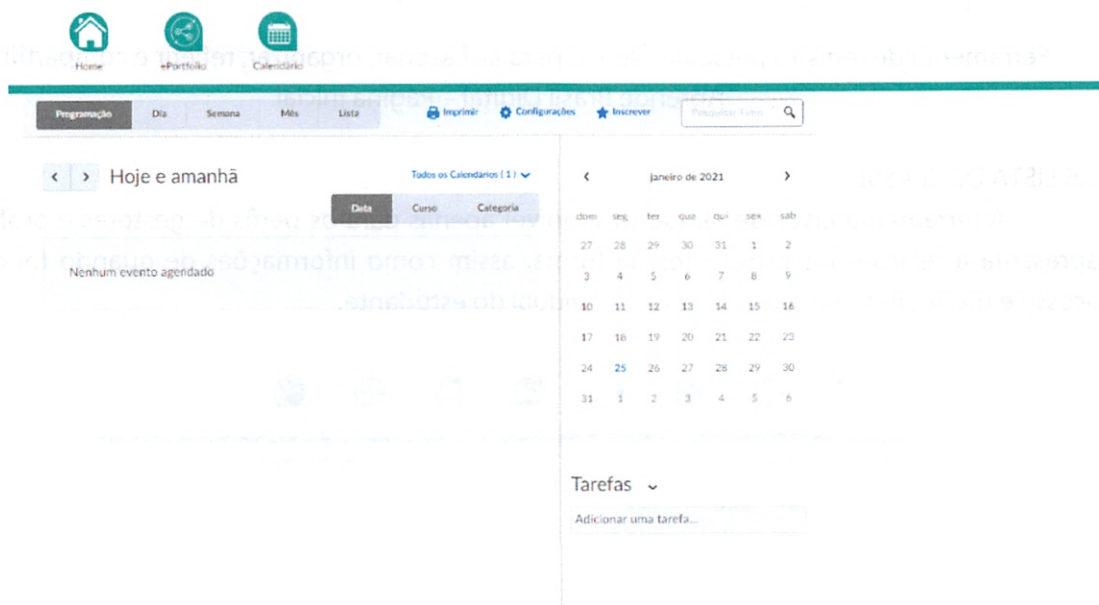 Home ePortfólio Calendário
Programação Dia Semana Mês Lista Imprimir Configurações Inscrever Pesquisar Even...
Hoje e amanhã Todos os Calendários ( 1 ) janeiro de 2021
Data Curso Categoria
dom seg ter qua qui sex sáb
27 28 29 30 31 1 2
Nenhum evento agendado
3 4 5 6 7 8 9
10 11 12 13 14 15 16
17 18 19 20 21 22 23
24 25 26 27 28 29 30
31 1 2 3 4 5 6
Tarefas
Adicionar uma tarefa...